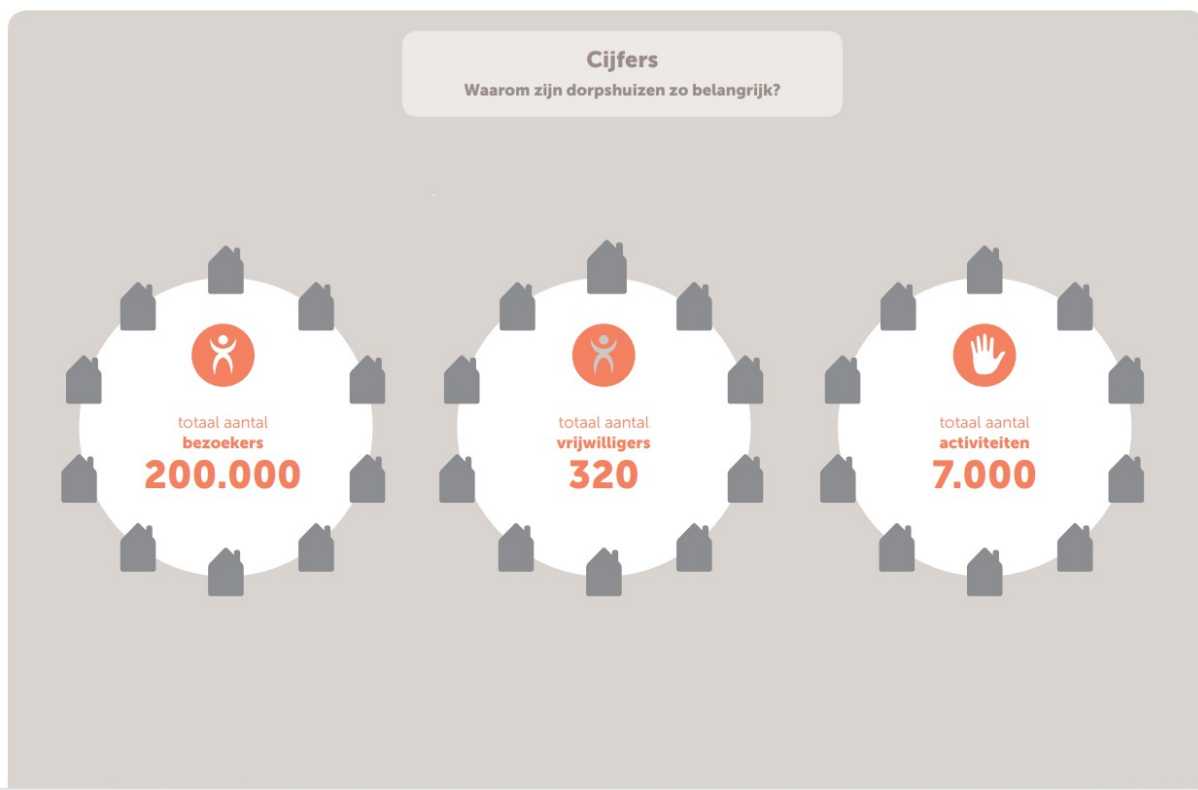 Cijfers
Waarom zijn dorpshuizen zo belangrijk?
totaal aantal
bezoekers
200.000
totaal aantal
vrijwilligers
320
totaal aantal
activiteiten
7.000